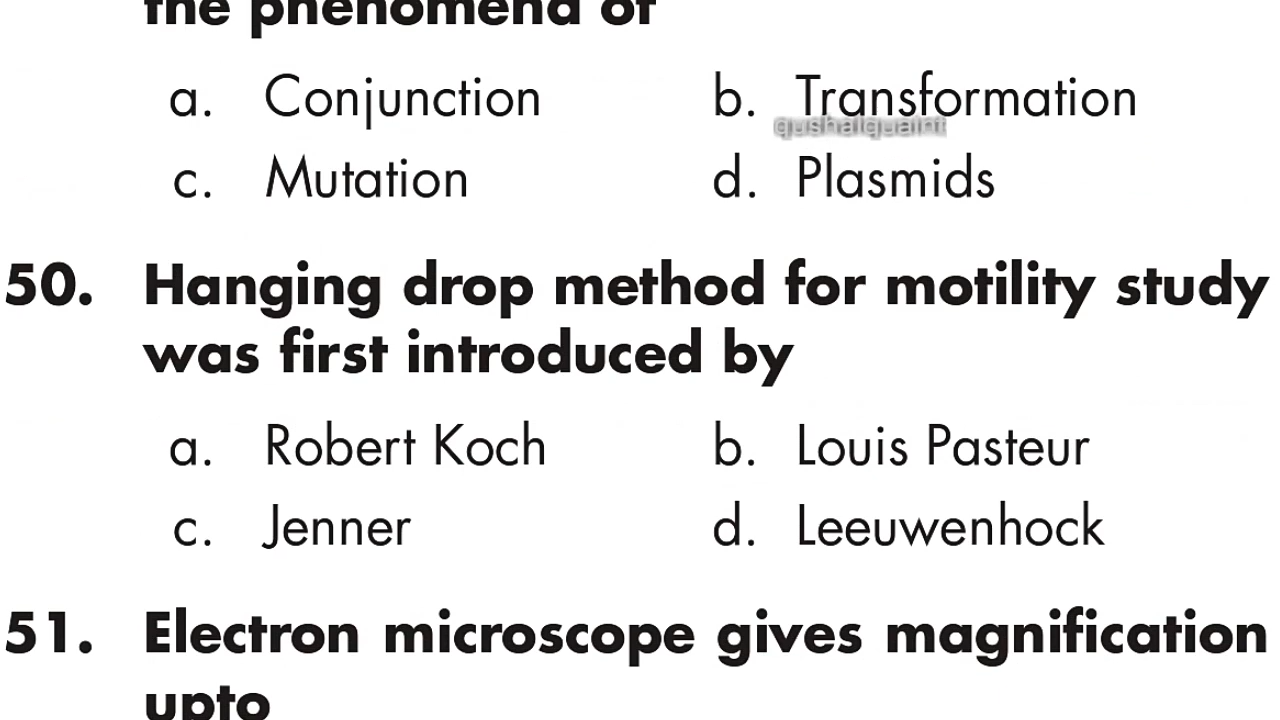 the phenomena of
a. Conjunction b. Transformation
qushalquaint
c. Mutation d. Plasmids
50. Hanging drop method for motility study
was first introduced by
a. Robert Koch b. Louis Pasteur
c. Jenner d. Leeuwenhock
51. Electron microscope gives magnification
upto